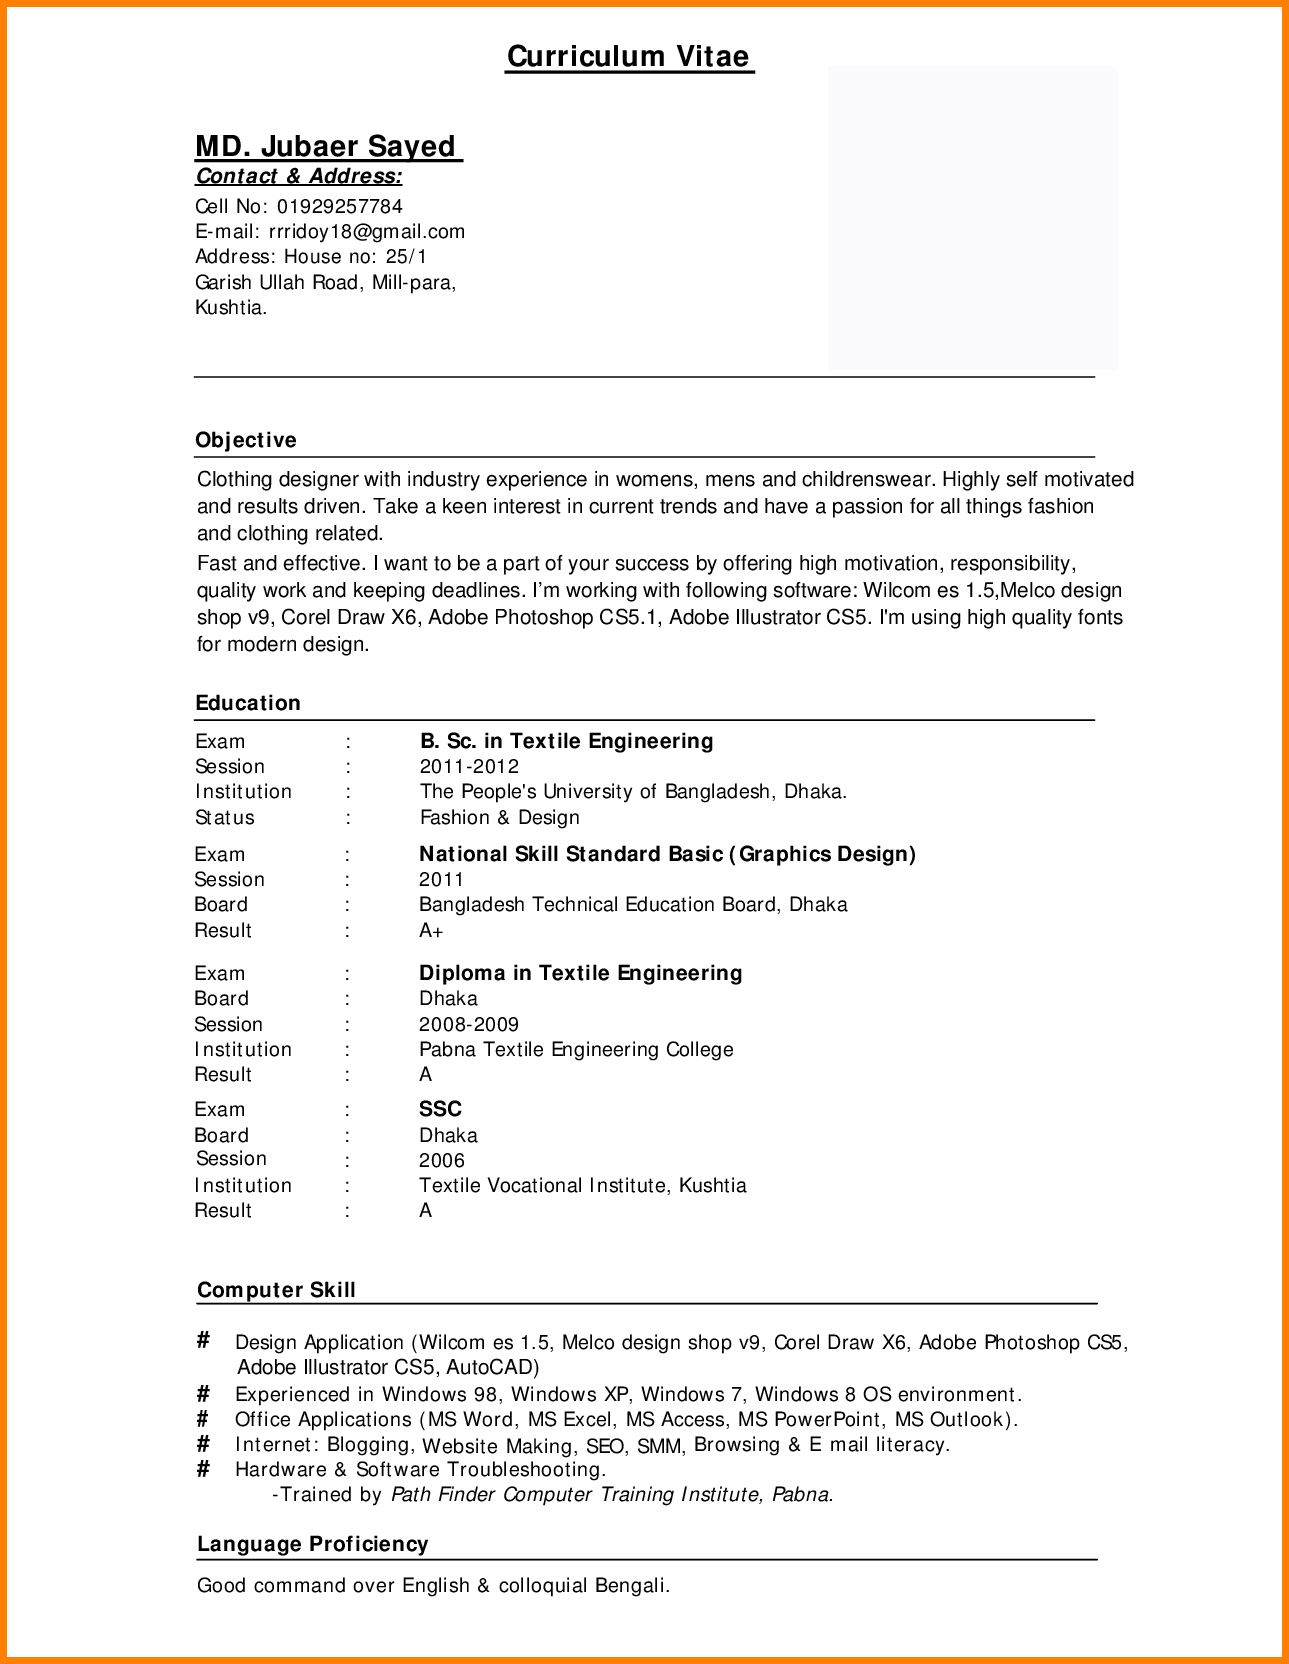 Curriculum Vitae
MD. Jubaer Sayed
Contact & Address:
Cell No: 01929257784
E-mail: rrridoy18@gmail.com
Address: House no: 25/1
Garish Ullah Road, Mill-para,
Kushtia.
Objective
Clothing designer with industry experience in womens, mens and childrenswear. Highly self motivated
and results driven. Take a keen interest in current trends and have a passion for all things fashion
and clothing related.
Fast and effective. I want to be a part of your success by offering high motivation, responsibility,
quality work and keeping deadlines. I’m working with following software: Wilcom es 1.5,Melco design
shop v9, Corel Draw X6, Adobe Photoshop CS5.1, Adobe Illustrator CS5. I'm using high quality fonts
for modern design.
Education
Exam : B. Sc. in Textile Engineering
Session : 2011-2012
Institution : The People's University of Bangladesh, Dhaka.
Status : Fashion & Design
Exam : National Skill Standard Basic (Graphics Design)
Session : 2011
Board : Bangladesh Technical Education Board, Dhaka
Result : A+
Exam : Diploma in Textile Engineering
Board : Dhaka
Session : 2008-2009
Institution : Pabna Textile Engineering College
Result : A
Exam : SSC
Board : Dhaka
Session : 2006
Institution : Textile Vocational Institute, Kushtia
Result : A
Computer Skill
# Design Application (Wilcom es 1.5, Melco design shop v9, Corel Draw X6, Adobe Photoshop CS5,
Adobe Illustrator CS5, AutoCAD)
# Experienced in Windows 98, Windows XP, Windows 7, Windows 8 OS environment.
# Office Applications (MS Word, MS Excel, MS Access, MS PowerPoint, MS Outlook).
# Internet: Blogging, Website Making, SEO, SMM, Browsing & E mail literacy.
# Hardware & Software Troubleshooting.
-Trained by Path Finder Computer Training Institute, Pabna.
Language Proficiency
Good command over English & colloquial Bengali.